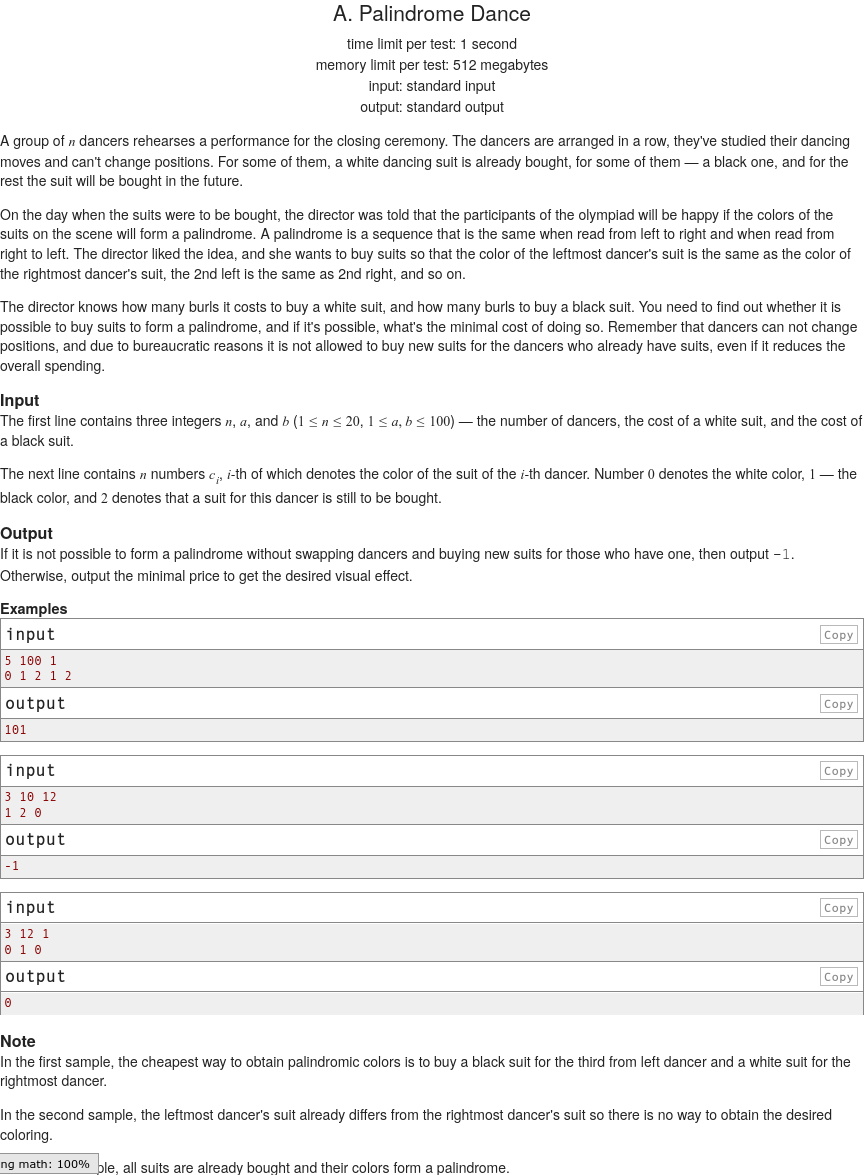 A. Palindrome Dance
time limit per test: 1 second
memory limit per test: 512 megabytes
input: standard input
output: standard output
A group of n dancers rehearses a performance for the closing ceremony. The dancers are arranged in a row, they've studied their dancing
moves and can't change positions. For some of them, a white dancing suit is already bought, for some of them — a black one, and for the
rest the suit will be bought in the future.
On the day when the suits were to be bought, the director was told that the participants of the olympiad will be happy if the colors of the
suits on the scene will form a palindrome. A palindrome is a sequence that is the same when read from left to right and when read from
right to left. The director liked the idea, and she wants to buy suits so that the color of the leftmost dancer's suit is the same as the color of
the rightmost dancer's suit, the 2nd left is the same as 2nd right, and so on.
The director knows how many burls it costs to buy a white suit, and how many burls to buy a black suit. You need to find out whether it is
possible to buy suits to form a palindrome, and if it's possible, what's the minimal cost of doing so. Remember that dancers can not change
positions, and due to bureaucratic reasons it is not allowed to buy new suits for the dancers who already have suits, even if it reduces the
overall spending.
Input
The first line contains three integers n, a, and b (1 ≤ n ≤ 20, 1 ≤ a, b ≤ 100) — the number of dancers, the cost of a white suit, and the cost of
a black suit.
The next line contains n numbers c_i, i-th of which denotes the color of the suit of the i-th dancer. Number 0 denotes the white color, 1 — the
black color, and 2 denotes that a suit for this dancer is still to be bought.
Output
If it is not possible to form a palindrome without swapping dancers and buying new suits for those who have one, then output -1.
Otherwise, output the minimal price to get the desired visual effect.
Examples
input Copy
5 100 1
0 1 2 1 2
output Copy
101
input Copy
3 10 12
1 2 0
output Copy
-1
input Copy
3 12 1
0 1 0
output Copy
0
Note
In the first sample, the cheapest way to obtain palindromic colors is to buy a black suit for the third from left dancer and a white suit for the
rightmost dancer.
In the second sample, the leftmost dancer's suit already differs from the rightmost dancer's suit so there is no way to obtain the desired
coloring.
ng math: 100% ple, all suits are already bought and their colors form a palindrome.